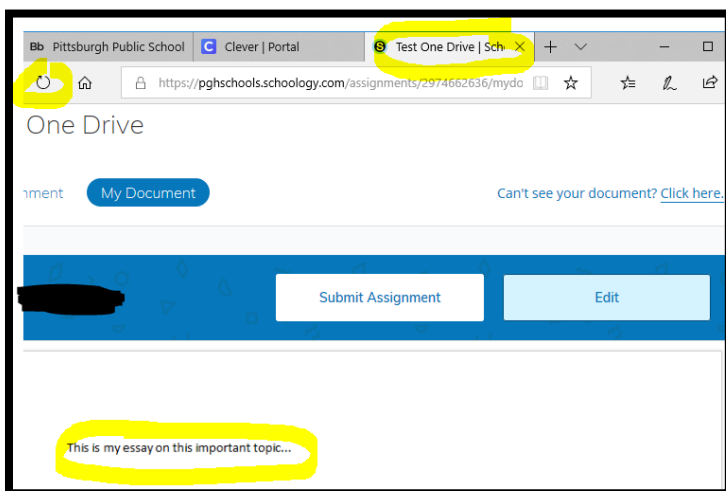 Bb Pittsburgh Public School C Clever | Portal S Test One Drive | Sch
https://pghschools.schoology.com/assignments/2974662636/mydo
One Drive
nment My Document Can't see your document? Click here.
Submit Assignment Edit
This is my essay on this important topic...